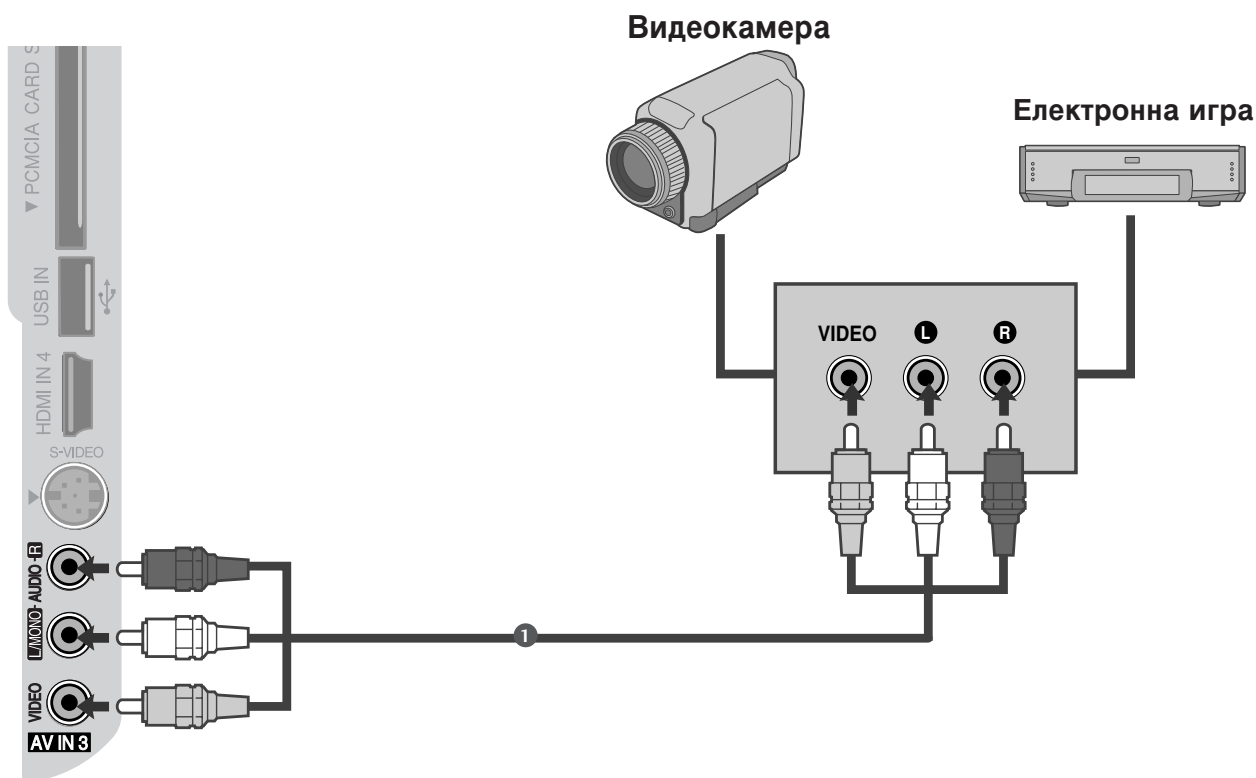 Видеокамера
Електронна игра
▼ PCMCIA CARD S
USB IN
HDMI IN 4
S-VIDEO
VIDEO L R
L/MONO - AUDIO - R
1
VIDEO
AV IN 3